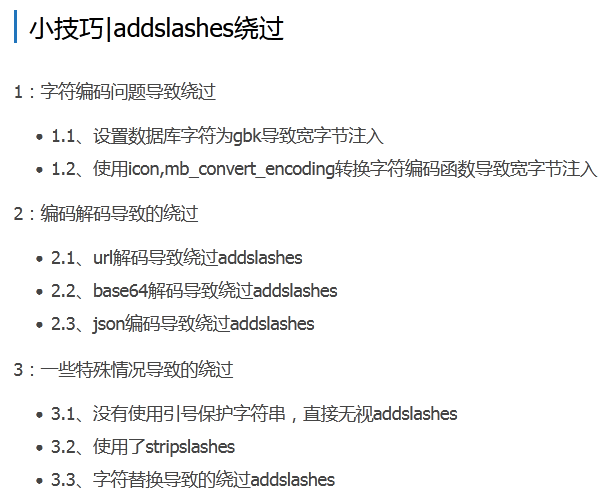 小技巧|addslashes绕过
1：字符编码问题导致绕过
1.1、设置数据库字符为gbk导致宽字节注入
1.2、使用icon,mb_convert_encoding转换字符编码函数导致宽字节注入
2：编码解码导致的绕过
2.1、url解码导致绕过addslashes
2.2、base64解码导致绕过addslashes
2.3、json编码导致绕过addslashes
3：一些特殊情况导致的绕过
3.1、没有使用引号保护字符串，直接无视addslashes
3.2、使用了stripslashes
3.3、字符替换导致的绕过addslashes